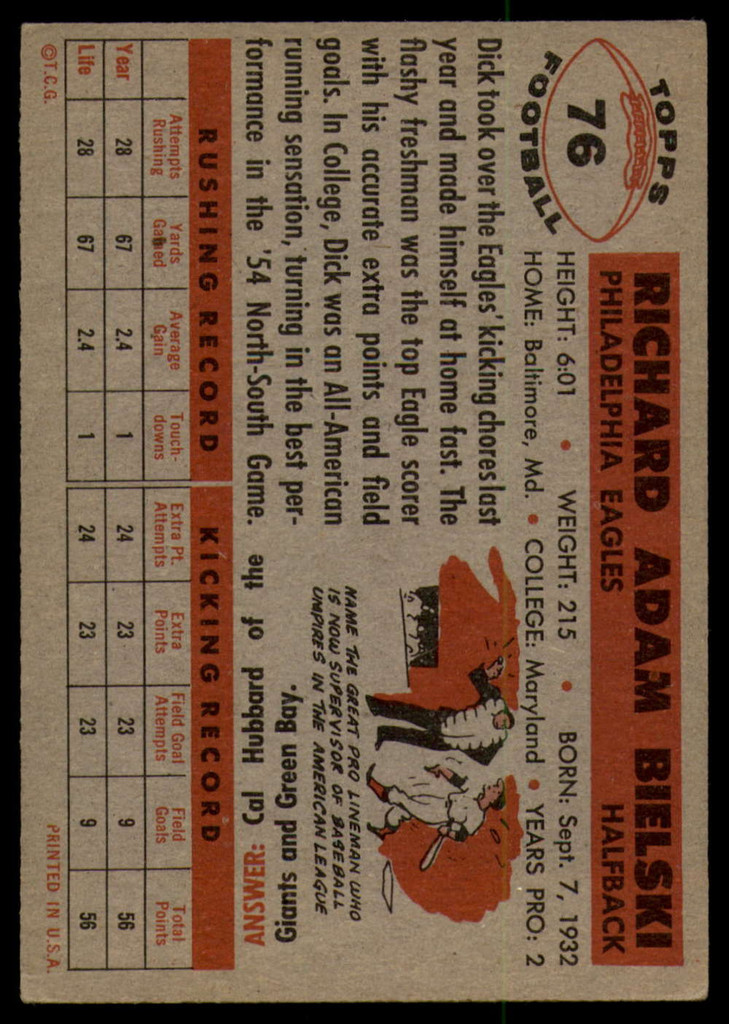 TOPPS
76
FOOTBALL
RICHARD ADAM BIELSKI
PHILADELPHIA EAGLES HALFBACK
HEIGHT: 6:01 • WEIGHT: 215 • BORN: Sept. 7, 1932
HOME: Baltimore, Md. • COLLEGE: Maryland • YEARS PRO: 2
Dick took over the Eagles' kicking chores last
year and made himself at home fast. The
flashy freshman was the top Eagle scorer
with his accurate extra points and field
goals. In College, Dick was an All-American
running sensation, turning in the best per-
formance in the '54 North-South Game.
NAME THE GREAT PRO LINEMAN WHO
IS NOW SUPERVISOR OF BASEBALL
UMPIRES IN THE AMERICAN LEAGUE
ANSWER: Cal Hubbard of the
Giants and Green Bay.
RUSHING RECORD KICKING RECORD
Attempts Rushing Yards Gained Average Gain Touch-downs Extra Pt. Attempts Extra Points Field Goal Attempts Field Goals Total Points
Year 28 67 2.4 1 24 23 23 9 56
Life 28 67 2.4 1 24 23 23 9 56
©T.C.G. PRINTED IN U.S.A.